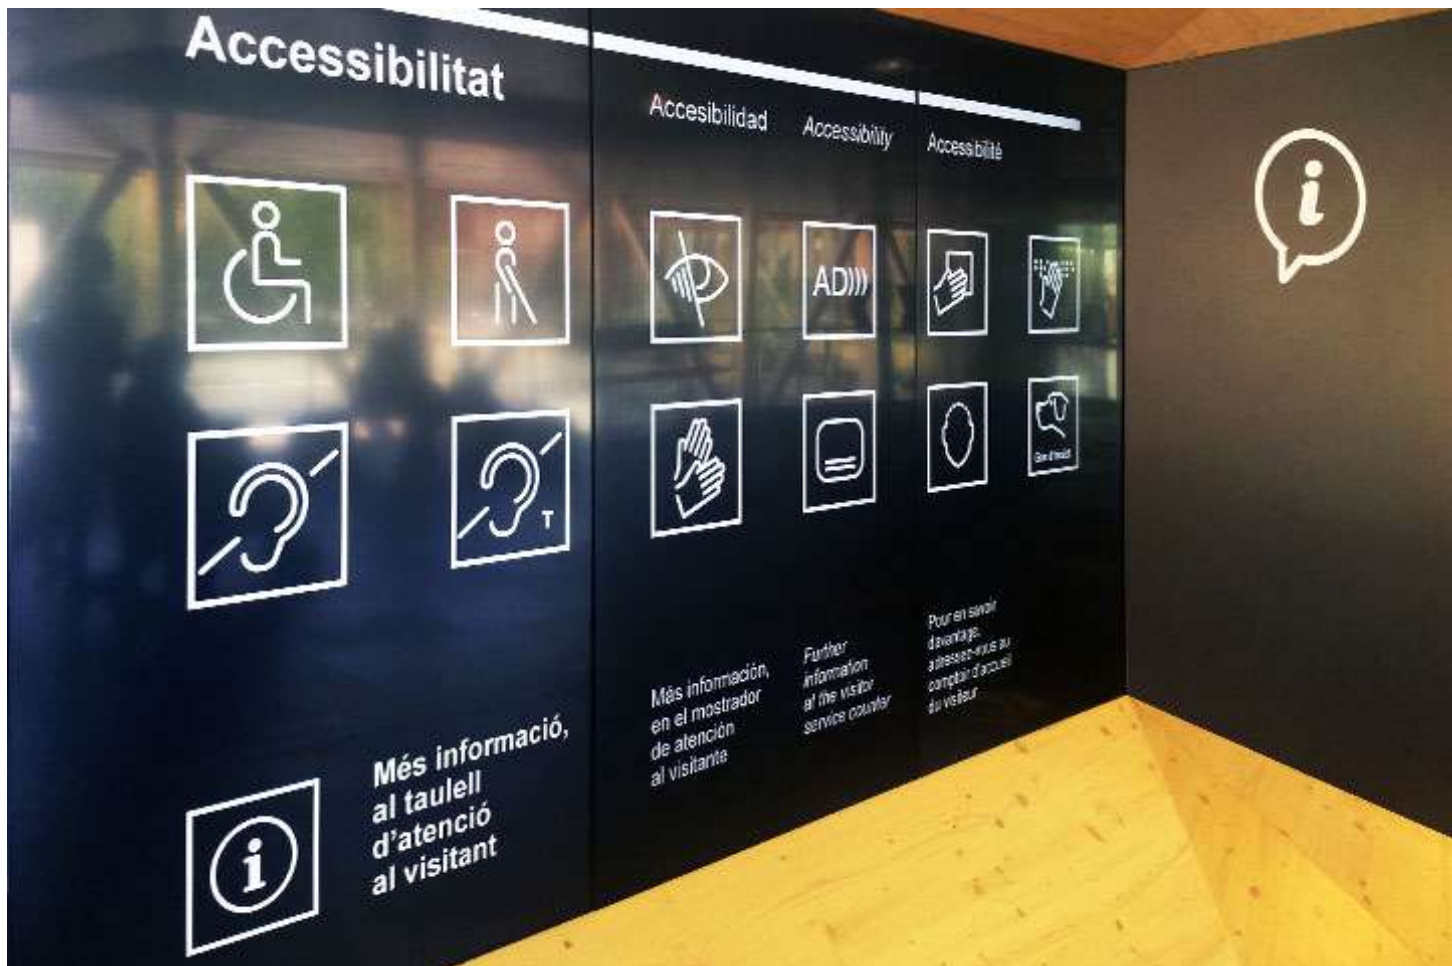 Accessibilitat
Accesibilidad
Accessibility
Accessibilité
AD)))
T
Més informació,
al taulell
d'atenció
al visitant
Más información,
en el mostrador
de atención
al visitante
Further
information
at the visitor
service counter
Pour en savoir
davantage,
adressez-vous au
comptoir d'accueil
du visiteur
i
i